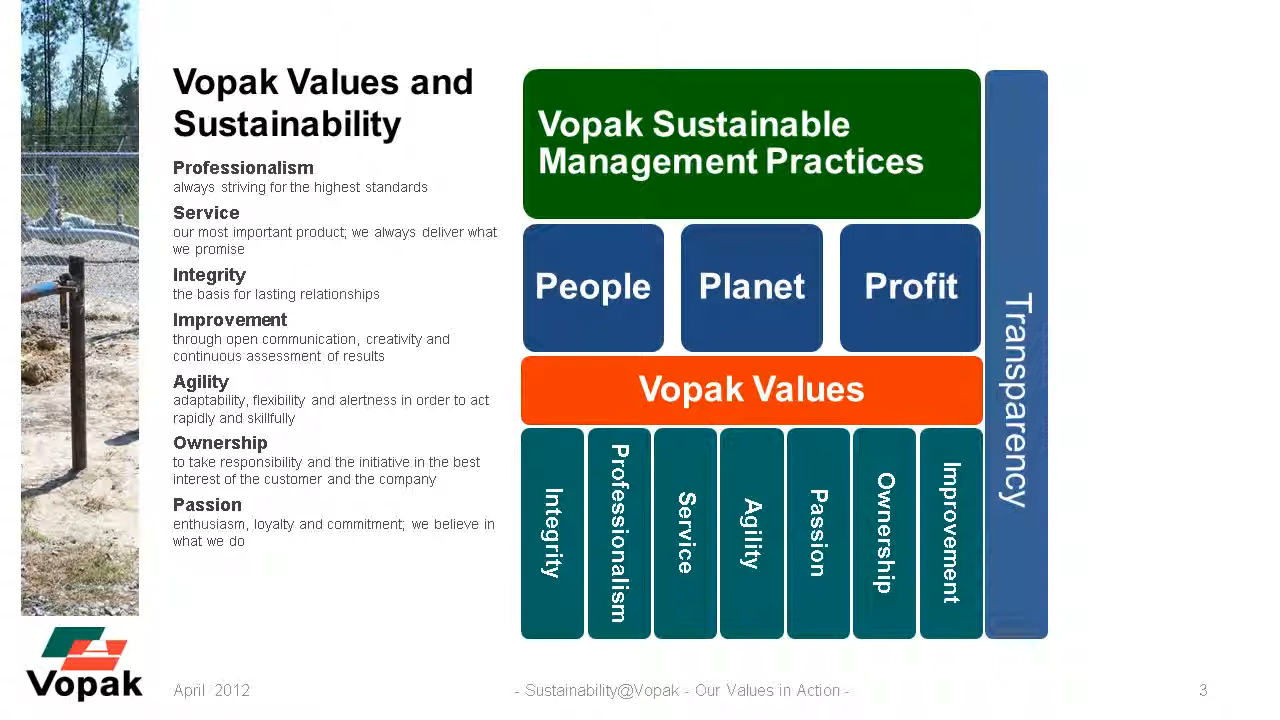 Vopak Values and
Sustainability
Professionalism
always striving for the highest standards
Service
our most important product; we always deliver what
we promise
Integrity
the basis for lasting relationships
Improvement
through open communication, creativity and
continuous assessment of results
Agility
adaptability, flexibility and alertness in order to act
rapidly and skillfully
Ownership
to take responsibility and the initiative in the best
interest of the customer and the company
Passion
enthusiasm, loyalty and commitment; we believe in
what we do
Vopak Sustainable
Management Practices
People
Planet
Profit
Vopak Values
Integrity
Professionalism
Service
Agility
Passion
Ownership
Improvement
Transparency
Vopak
April 2012
- Sustainability@Vopak - Our Values in Action -
3